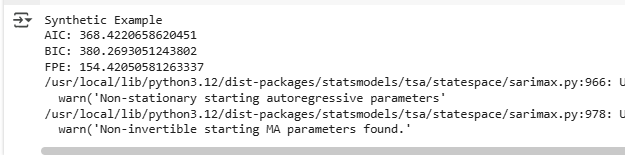 Synthetic Example
AIC: 368.4220658620451
BIC: 380.2693051243802
FPE: 154.42050581263337
/usr/local/lib/python3.12/dist-packages/statsmodels/tsa/statespace/sarimax.py:966: U
warn('Non-stationary starting autoregressive parameters'
/usr/local/lib/python3.12/dist-packages/statsmodels/tsa/statespace/sarimax.py:978: U
warn('Non-invertible starting MA parameters found.'